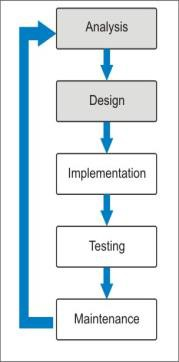 Analysis
Design
Implementation
Testing
Maintenance